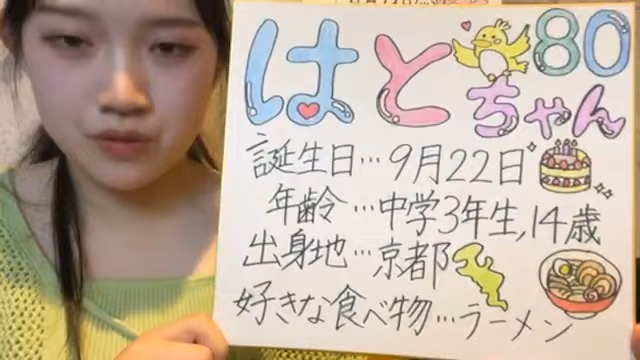 はとちゃん 80
誕生日…9月22日
年齢…中学3年生,14歳
出身地…京都
好きな食べ物…ラーメン